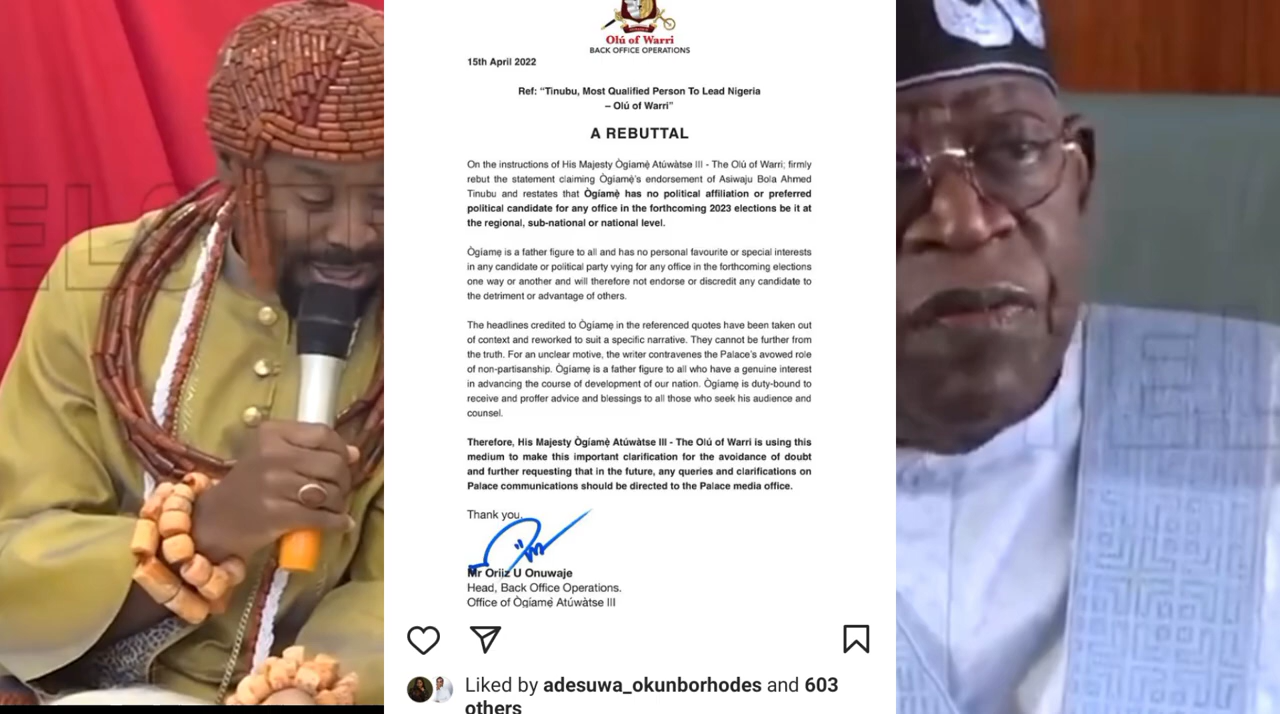 Olú of Warri
BACK OFFICE OPERATIONS
15th April 2022
Ref: “Tinubu, Most Qualified Person To Lead Nigeria
– Olú of Warri”
A REBUTTAL
On the instructions of His Majesty Ògíamẹ̀ Atúwàtse III - The Olú of Warri; firmly
rebut the statement claiming Ògíamẹ̀’s endorsement of Asiwaju Bola Ahmed
Tinubu and restates that Ògíamẹ̀ has no political affiliation or preferred
political candidate for any office in the forthcoming 2023 elections be it at
the regional, sub-national or national level.
Ògíamẹ is a father figure to all and has no personal favourite or special interests
in any candidate or political party vying for any office in the forthcoming elections
one way or another and will therefore not endorse or discredit any candidate to
the detriment or advantage of others.
The headlines credited to Ògíamẹ in the referenced quotes have been taken out
of context and reworked to suit a specific narrative. They cannot be further from
the truth. For an unclear motive, the writer contravenes the Palace’s avowed role
of non-partisanship. Ògíamẹ is a father figure to all who have a genuine interest
in advancing the course of development of our nation. Ògíamẹ is duty-bound to
receive and proffer advice and blessings to all those who seek his audience and
counsel.
Therefore, His Majesty Ògíamẹ̀ Atúwàtse III - The Olú of Warri is using this
medium to make this important clarification for the avoidance of doubt
and further requesting that in the future, any queries and clarifications on
Palace communications should be directed to the Palace media office.
Thank you,
Mr Oriiz U Onuwaje
Head, Back Office Operations.
Office of Ògíamẹ̀ Atúwàtse III
Liked by adesuwa_okunborhodes and 603
others